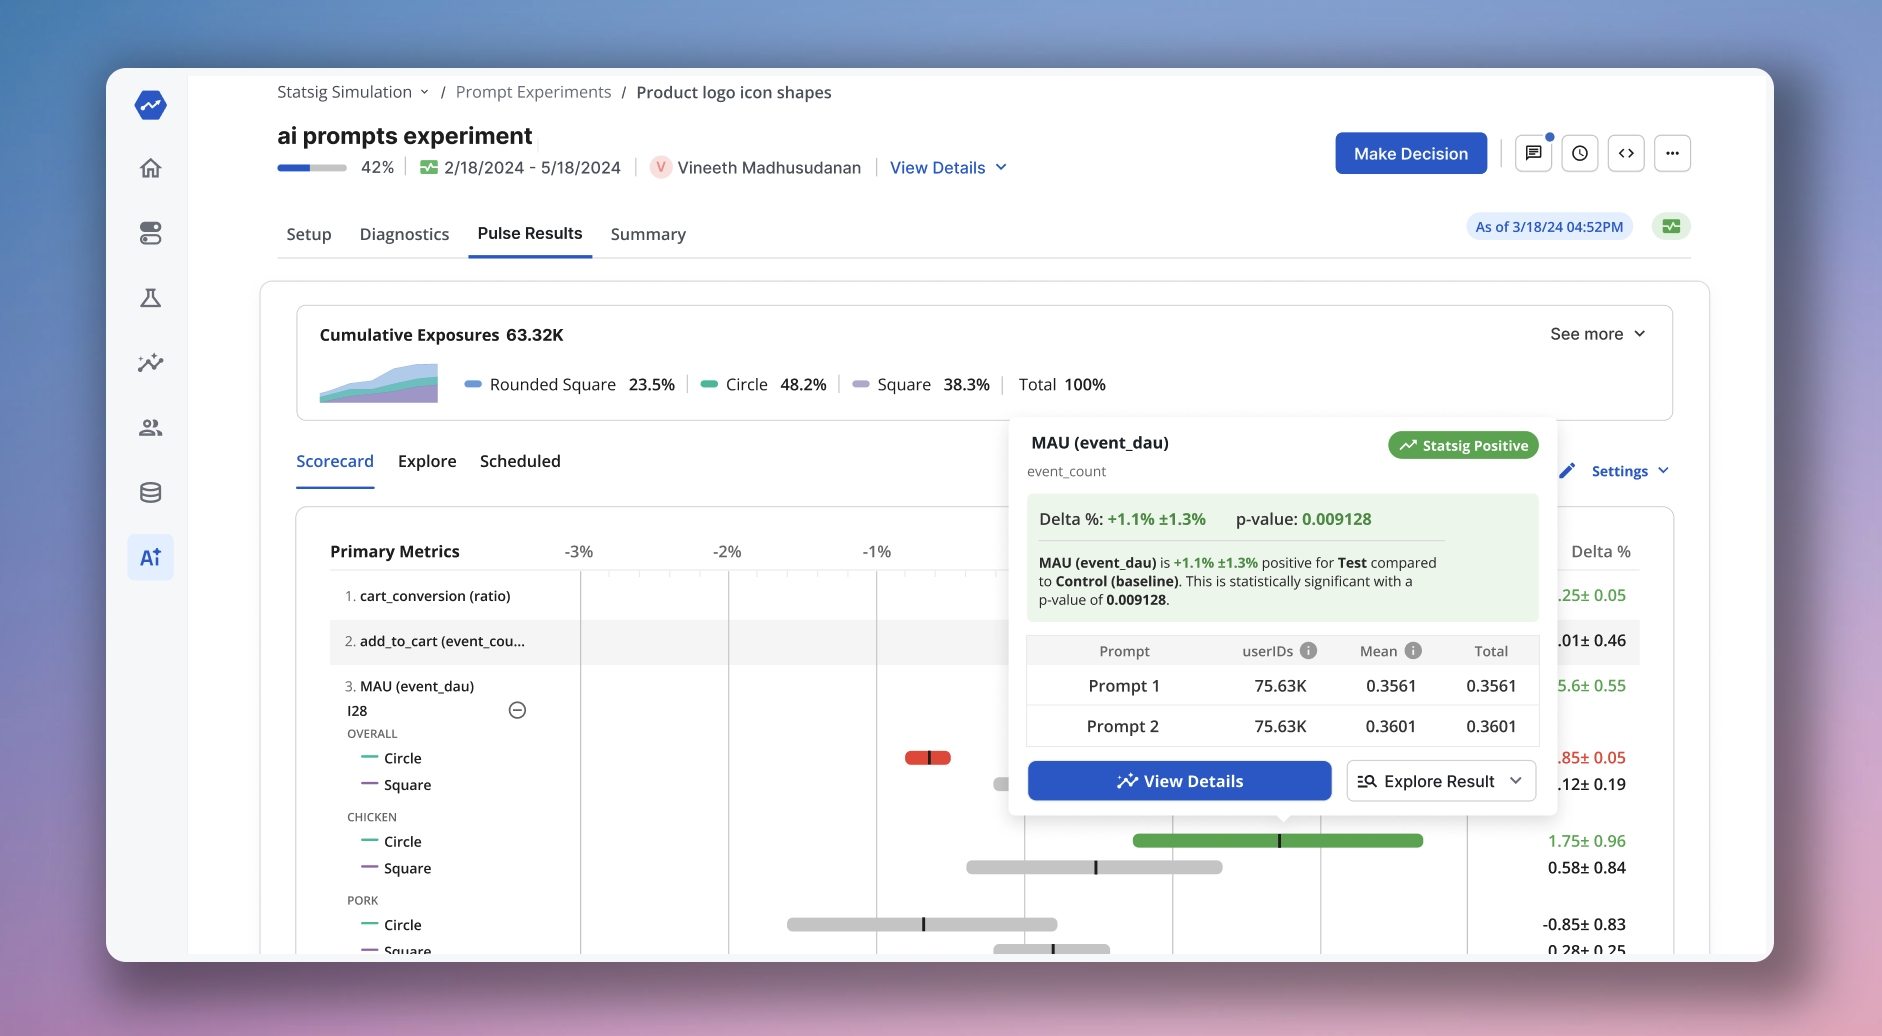 Statsig Simulation / Prompt Experiments / Product logo icon shapes
ai prompts experiment
42% 2/18/2024 - 5/18/2024 V Vineeth Madhusudanan View Details
Make Decision
Setup Diagnostics Pulse Results Summary
As of 3/18/24 04:52PM
Cumulative Exposures 63.32K
See more
Rounded Square 23.5% Circle 48.2% Square 38.3% Total 100%
Scorecard Explore Scheduled
Settings
Ai
Primary Metrics -3% -2% -1% Delta %
1. cart_conversion (ratio) .25± 0.05
2. add_to_cart (event_cou... .01± 0.46
3. MAU (event_dau) 5.6± 0.55
I28
OVERALL
Circle .85± 0.05
Square .12± 0.19
CHICKEN
Circle 1.75± 0.96
Square 0.58± 0.84
PORK
Circle -0.85± 0.83
Square 0.28± 0.25
MAU (event_dau) Statsig Positive
event_count
Delta %: +1.1% ±1.3% p-value: 0.009128
MAU (event_dau) is +1.1% ±1.3% positive for Test compared
to Control (baseline). This is statistically significant with a
p-value of 0.009128.
Prompt userIDs Mean Total
Prompt 1 75.63K 0.3561 0.3561
Prompt 2 75.63K 0.3601 0.3601
View Details Explore Result